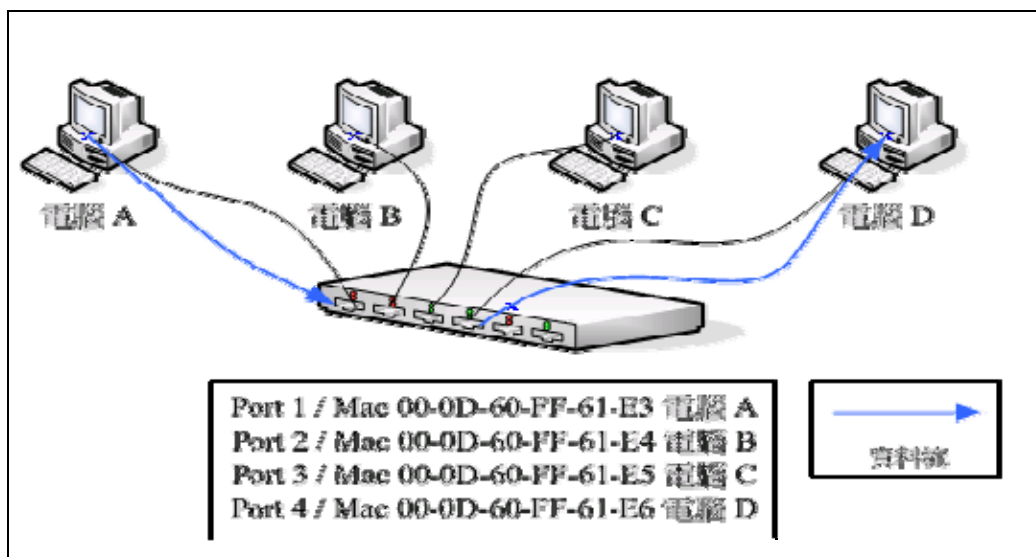 電腦 A
電腦 B
電腦 C
電腦 D
Port 1 / Mac 00-0D-60-FF-61-E3 電腦 A
Port 2 / Mac 00-0D-60-FF-61-E4 電腦 B
Port 3 / Mac 00-0D-60-FF-61-E5 電腦 C
Port 4 / Mac 00-0D-60-FF-61-E6 電腦 D
資料流